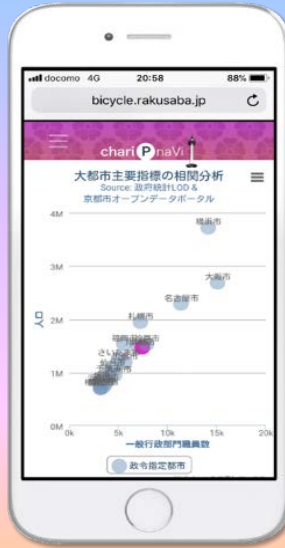 docomo 4G 20:58 88%
bicycle.rakusaba.jp
chariPnaVi
大都市主要指標の相関分析
Source: 政府統計LOD &
京都市オープンデータポータル
4M
横浜市
3M
大阪市
名古屋市
人口
2M
札幌市
1M
0M
0k 5k 10k 15k 20k
一般行政部門職員数
政令指定都市